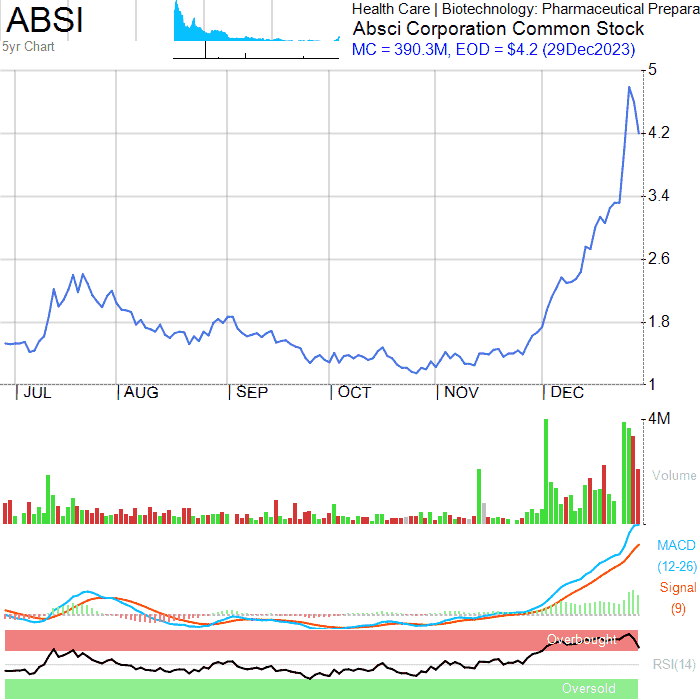 ABSI
5yr Chart
Health Care | Biotechnology: Pharmaceutical Prepara
Absci Corporation Common Stock
MC = 390.3M, EOD = $4.2 (29Dec2023)
5
4.2
3.4
2.6
1.8
1
JUL AUG SEP OCT NOV DEC
4M
Volume
MACD
(12-26)
Signal
(9)
Overbought
RSI(14)
Oversold